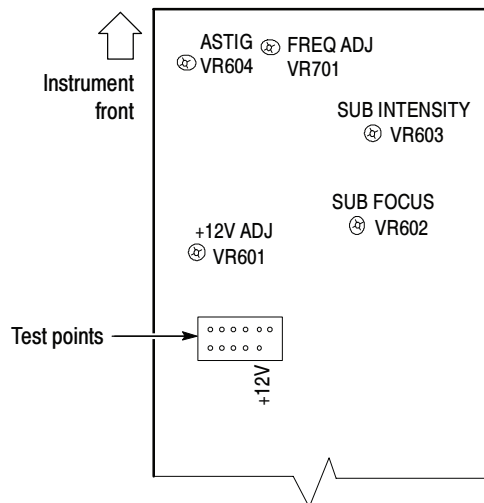 ASTIG
VR604
FREQ ADJ
VR701
Instrument
front
SUB INTENSITY
VR603
SUB FOCUS
VR602
+12V ADJ
VR601
Test points
+12V